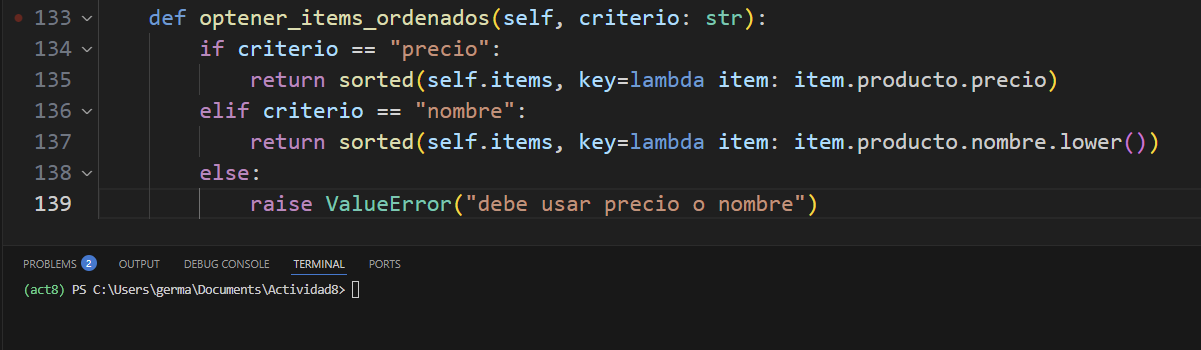 133 def optener_items_ordenados(self, criterio: str):
134 if criterio == "precio":
135 return sorted(self.items, key=lambda item: item.producto.precio)
136 elif criterio == "nombre":
137 return sorted(self.items, key=lambda item: item.producto.nombre.lower())
138 else:
139 raise ValueError("debe usar precio o nombre")
PROBLEMS 2 OUTPUT DEBUG CONSOLE TERMINAL PORTS
(act8) PS C:\Users\germa\Documents\Actividad8>